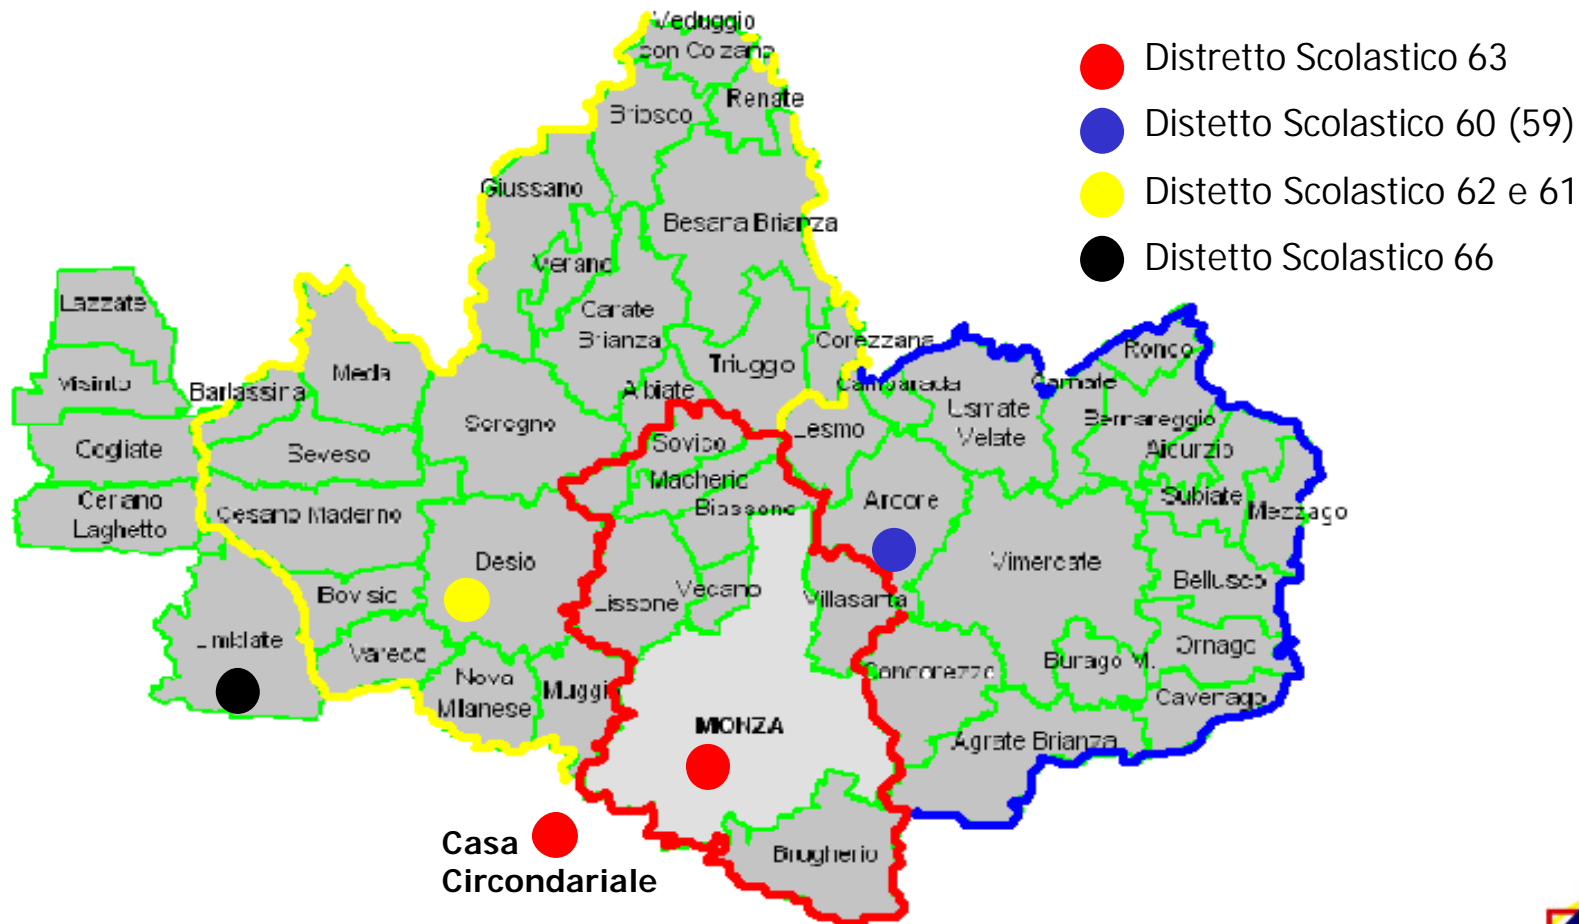 Veduggio
con Colzano
Renate
Briosco
Giussano
Besana Brianza
Verano
Carate
Brianza
Triuggio
Corezzana
Albiate
Lazzate
Misinto
Cogliate
Ceriano
Laghetto
Barlassina
Meda
Seveso
Cesano Maderno
Seregno
Desio
Bovisio
Varedo
Limbiate
Nova
Milanese
Muggiò
Sovico
Macherio
Biassono
Lissone
Vedano
Villasanta
MONZA
Brugherio
Lesmo
Camparada
Usmate
Velate
Carnate
Ronco
Bernareggio
Aicurzio
Sulbiate
Mezzago
Arcore
Vimercate
Bellusco
Ornago
Burago M.
Cavenago
Concorezzo
Agrate Brianza
Casa
Circondariale
Distretto Scolastico 63
Distetto Scolastico 60 (59)
Distetto Scolastico 62 e 61
Distetto Scolastico 66